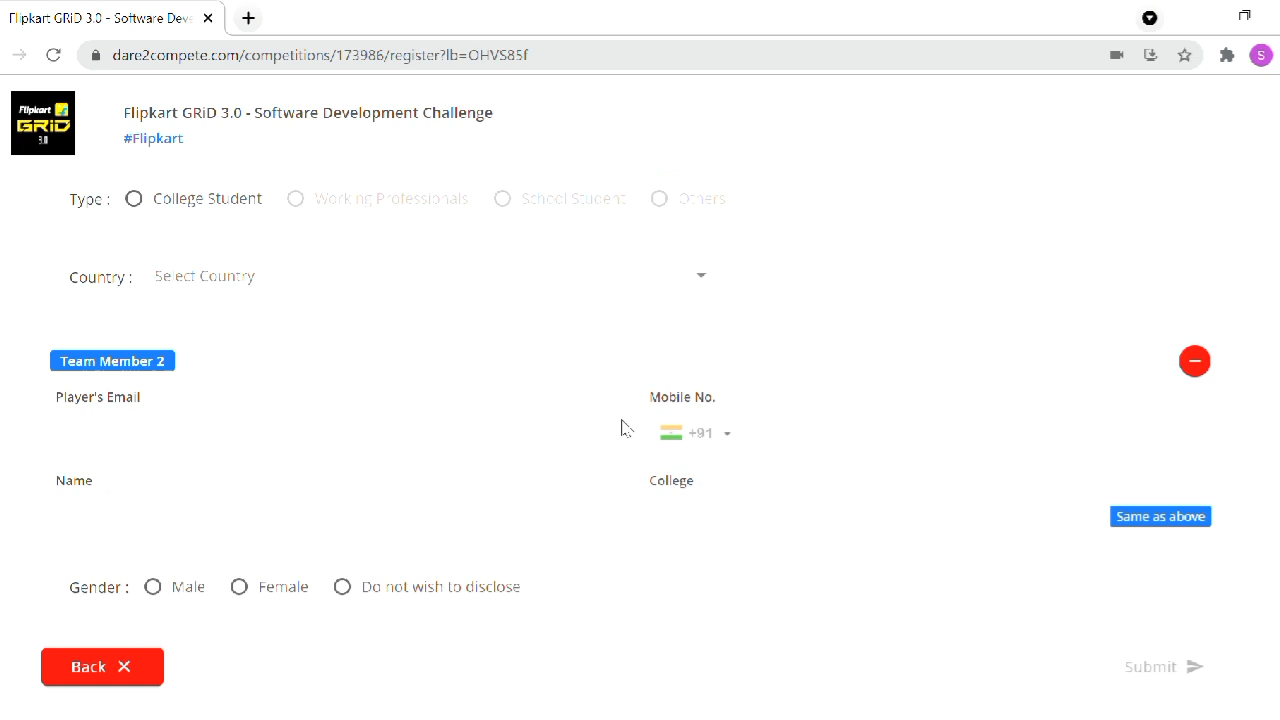 Flipkart GRiD 3.0 - Software Deve
dare2compete.com/competitions/173986/register?lb=OHVS85f
S
Flipkart
GRiD
3.0
Flipkart GRiD 3.0 - Software Development Challenge
#Flipkart
Type : College Student Working Professionals School Student Others
Country : Select Country
Team Member 2
Player's Email Mobile No.
+91
Name College
Same as above
Gender : Male Female Do not wish to disclose
Back Submit